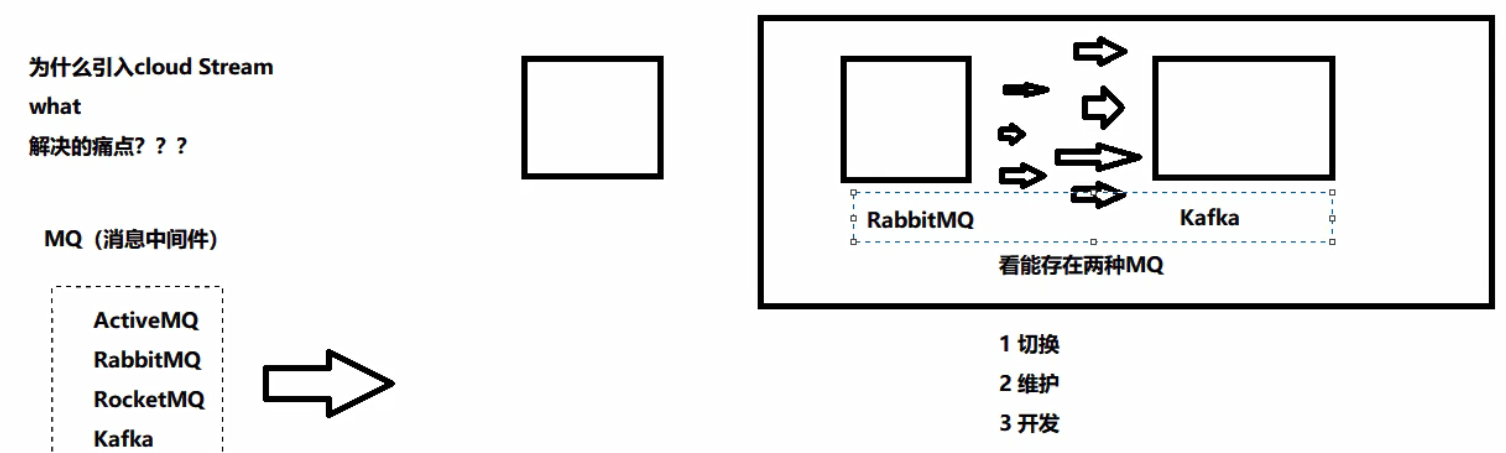 为什么引入cloud Stream
what
解决的痛点？？？
MQ（消息中间件）
ActiveMQ
RabbitMQ
RocketMQ
Kafka
RabbitMQ
Kafka
看能存在两种MQ
1 切换
2 维护
3 开发